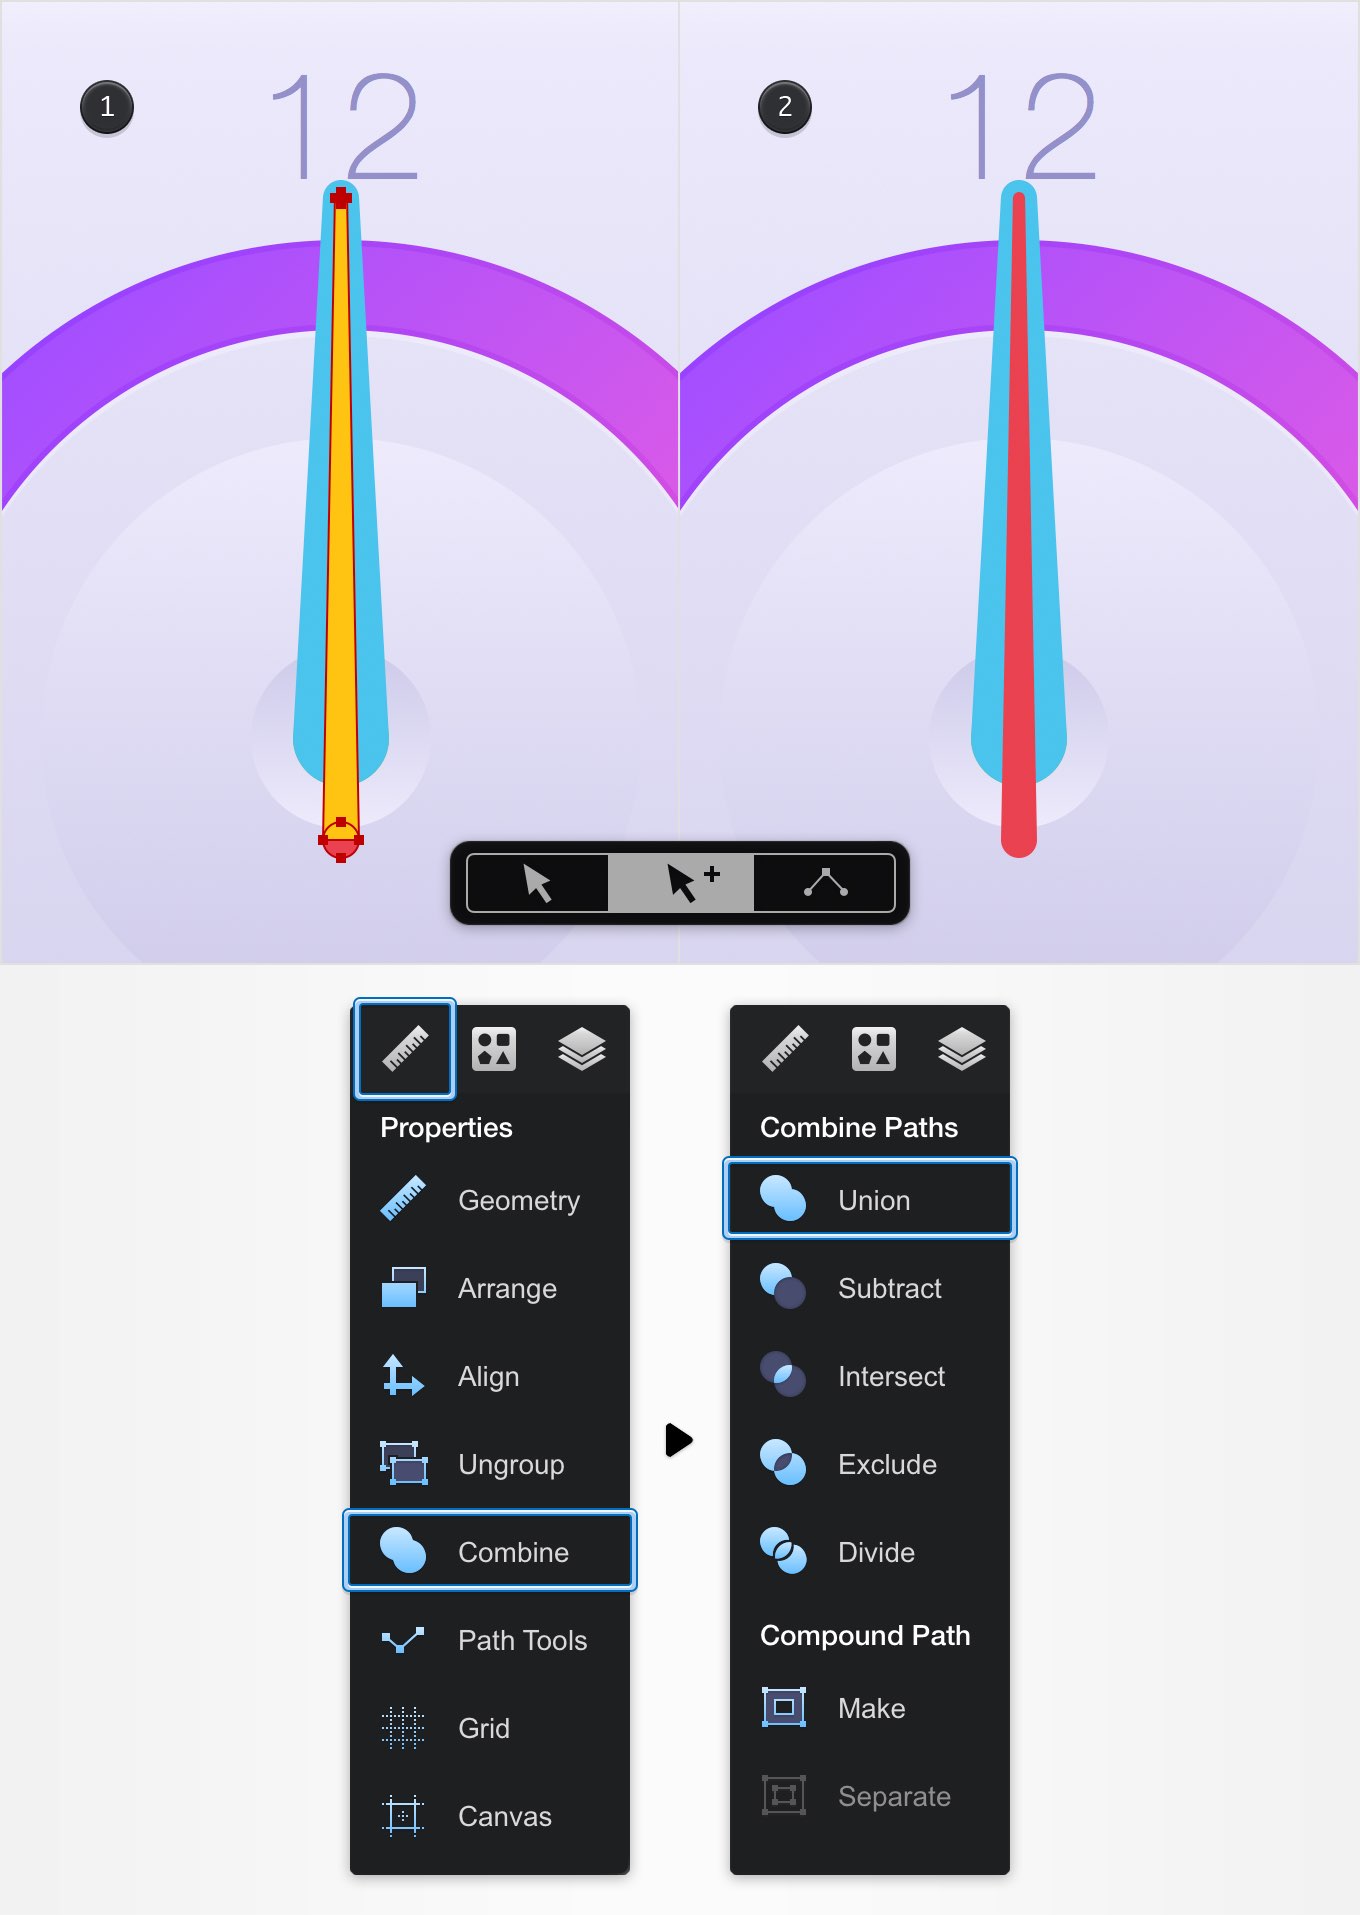 1
12
2
12
Properties
Geometry
Arrange
Align
Ungroup
Combine
Path Tools
Grid
Canvas
Combine Paths
Union
Subtract
Intersect
Exclude
Divide
Compound Path
Make
Separate